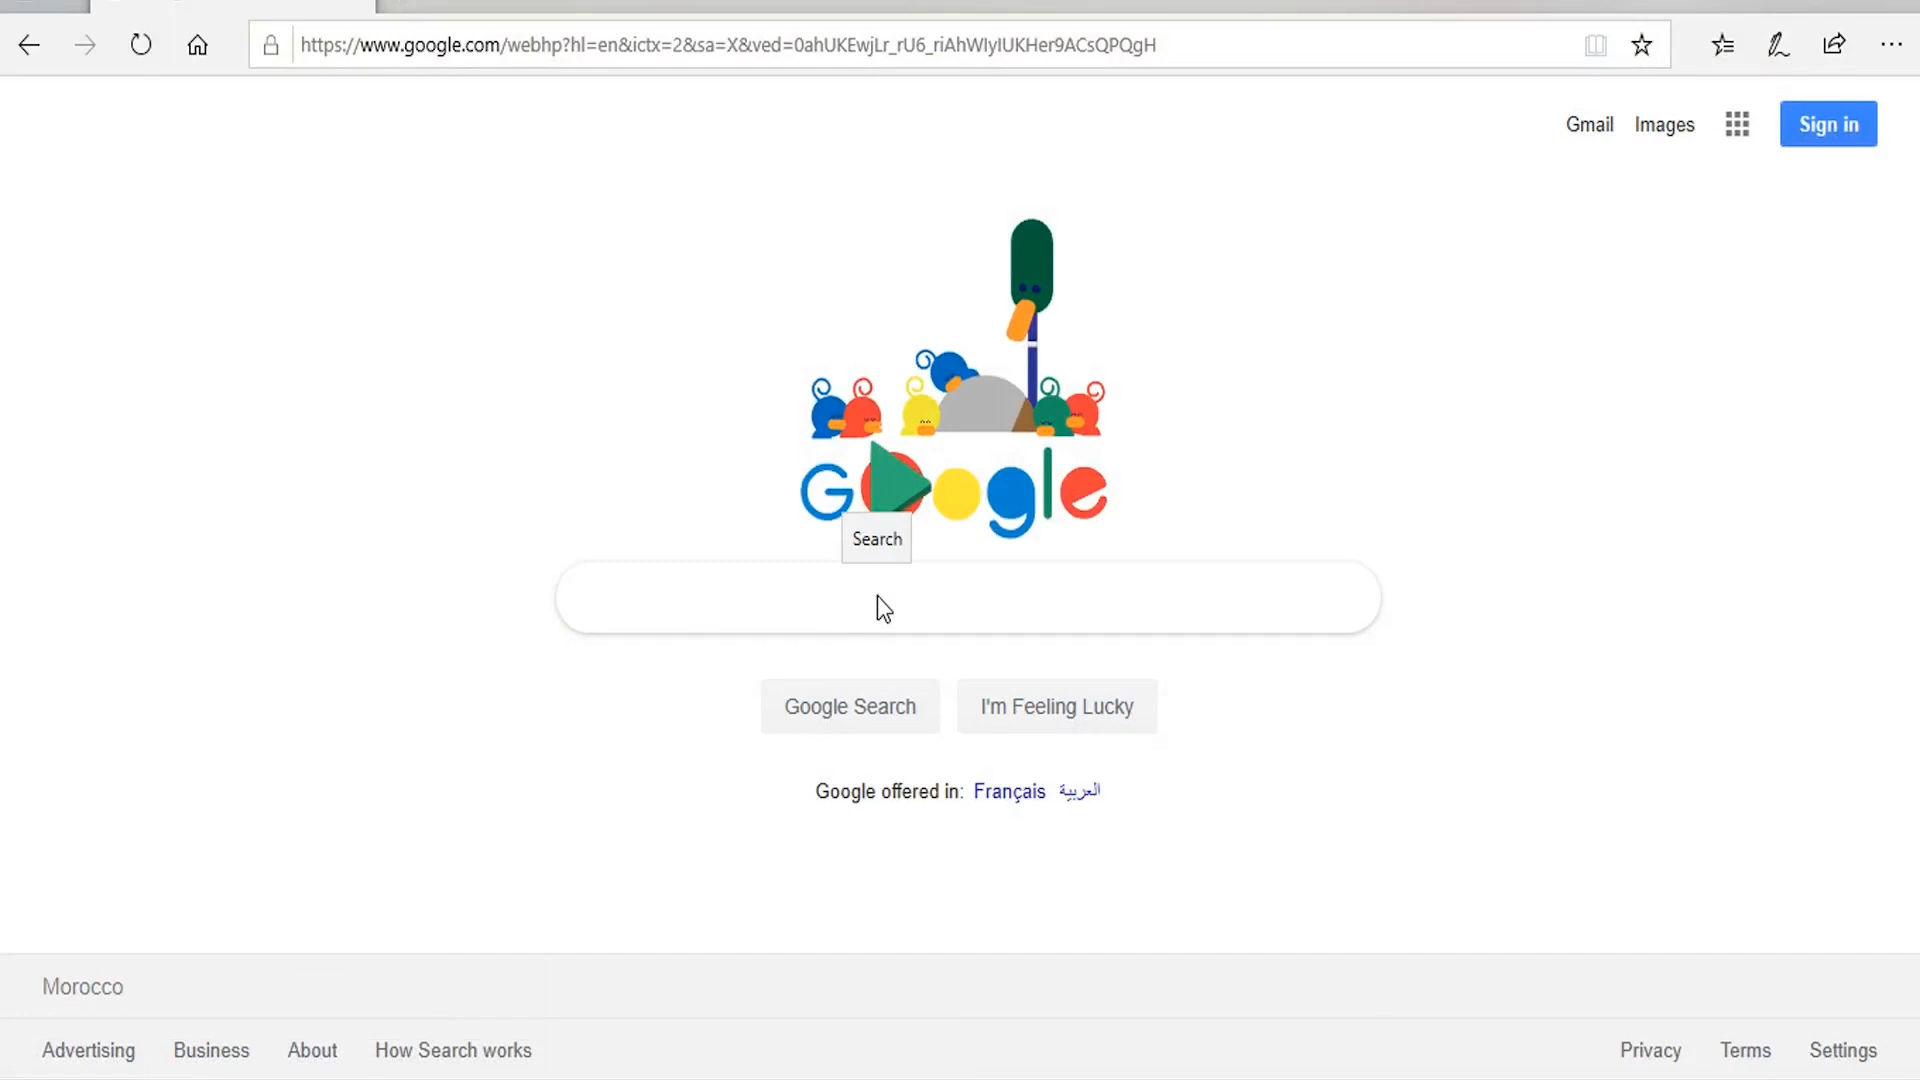 https://www.google.com/webhp?hl=en&ictx=2&sa=X&ved=0ahUKEwjLr_rU6_riAhWIyIUKHer9ACsQPQgH
Gmail Images Sign in
Google
Search
Google Search I'm Feeling Lucky
Google offered in: Français العربية
Morocco
Advertising Business About How Search works Privacy Terms Settings